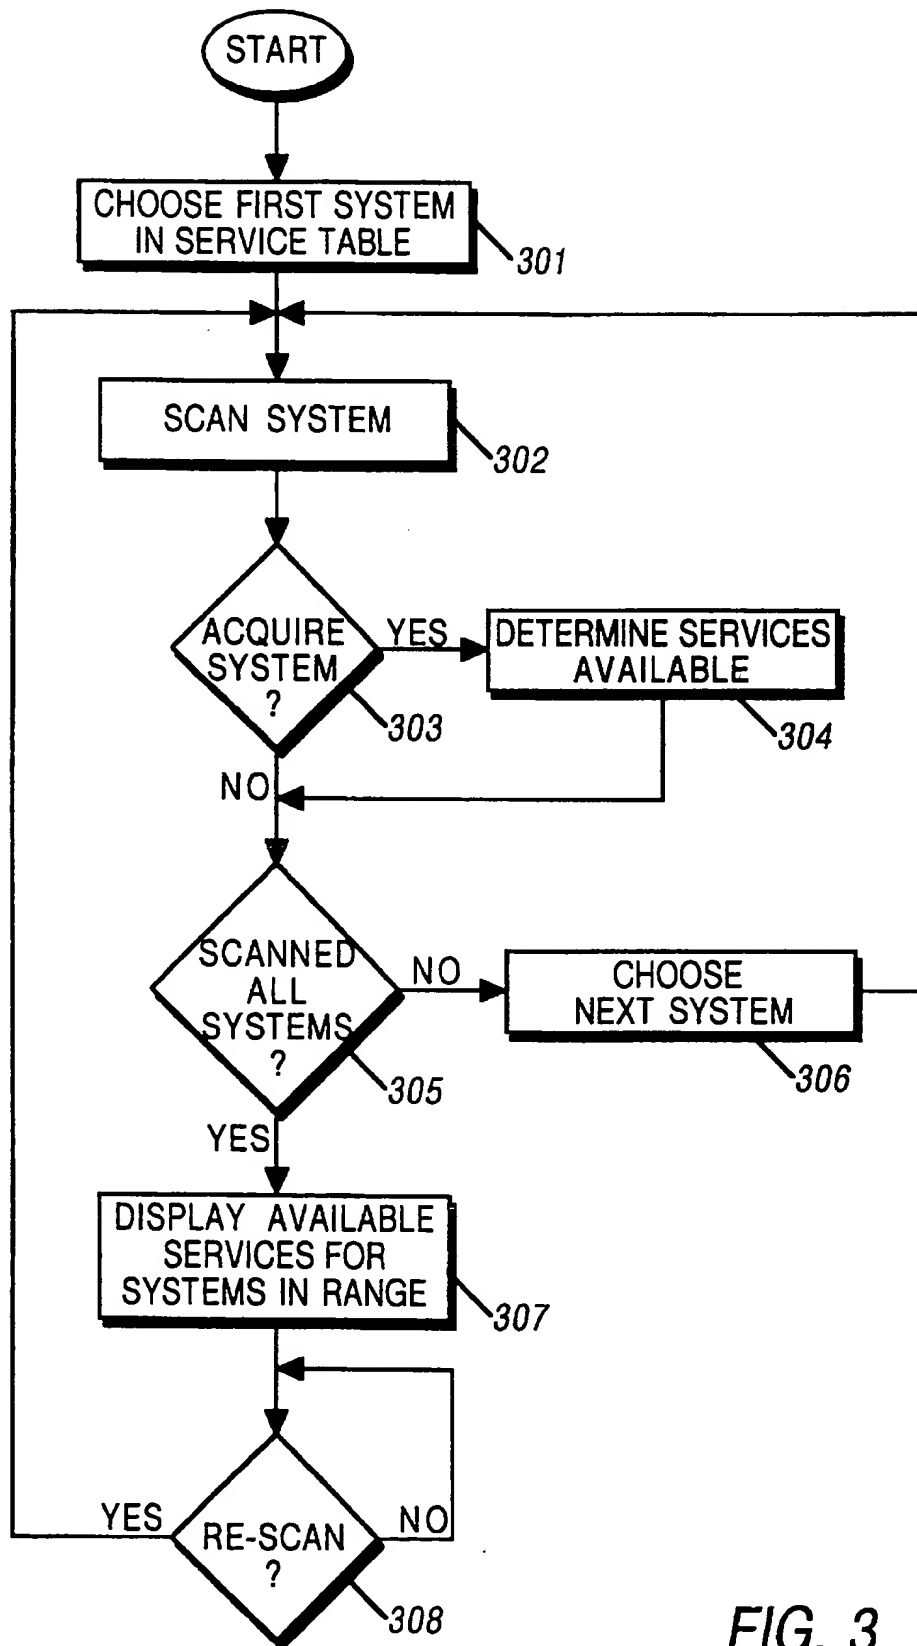 START
CHOOSE FIRST SYSTEM
IN SERVICE TABLE
301
SCAN SYSTEM
302
ACQUIRE
SYSTEM
?
303
YES
DETERMINE SERVICES
AVAILABLE
304
NO
SCANNED
ALL
SYSTEMS
?
305
NO
CHOOSE
NEXT SYSTEM
306
YES
DISPLAY AVAILABLE
SERVICES FOR
SYSTEMS IN RANGE
307
YES
RE-SCAN
?
NO
308
FIG. 3